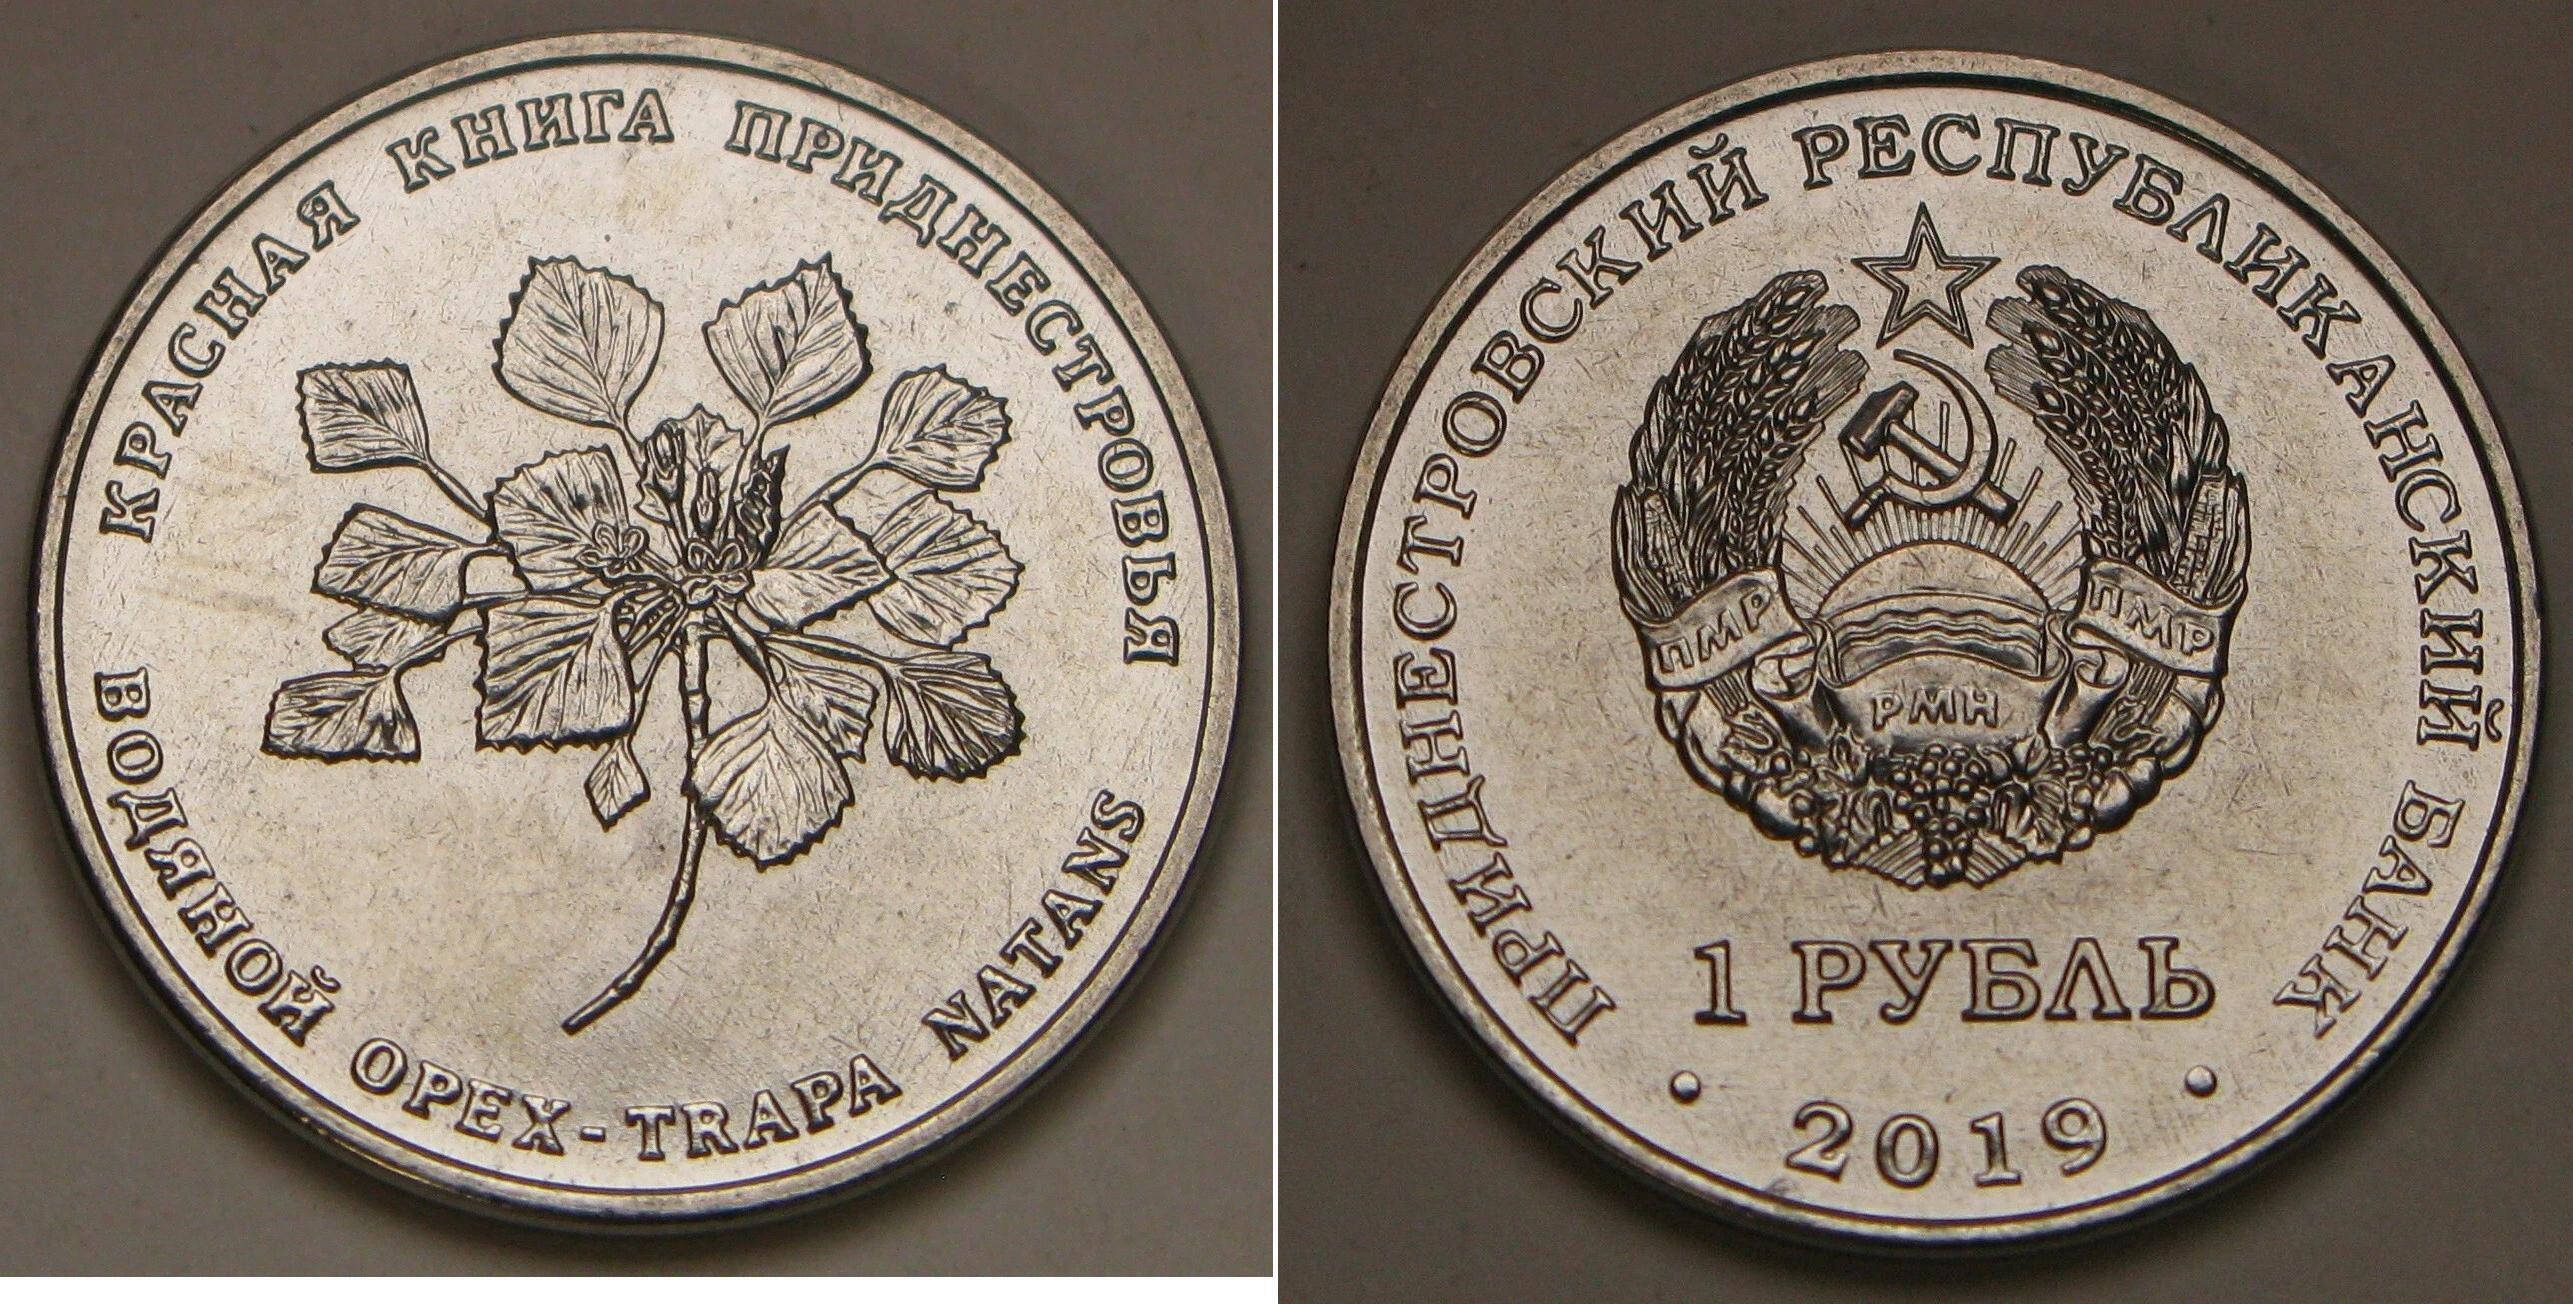 КРАСНАЯ КНИГА ПРИДНЕСТРОВЬЯ
ВОДЯНОЙ ОРЕХ-TRAPA NATANS
ПРИДНЕСТРОВСКИЙ РЕСПУБЛИКАНСКИЙ БАНК
ПМР
ПМР
РМН
1 РУБЛЬ
• 2019 •